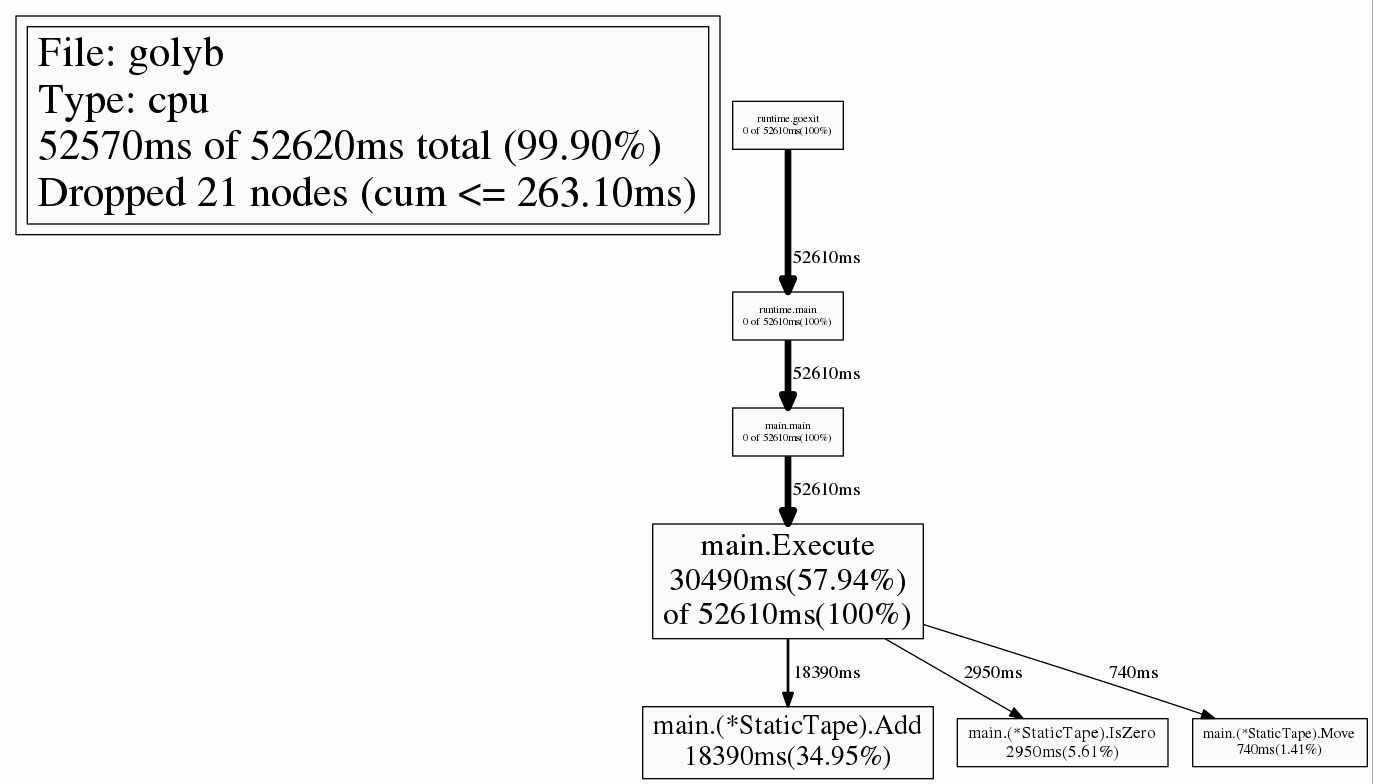 File: golyb
Type: cpu
52570ms of 52620ms total (99.90%)
Dropped 21 nodes (cum <= 263.10ms)
runtime.goexit
0 of 52610ms(100%)
52610ms
runtime.main
0 of 52610ms(100%)
52610ms
main.main
0 of 52610ms(100%)
52610ms
main.Execute
30490ms(57.94%)
of 52610ms(100%)
18390ms
2950ms
740ms
main.(*StaticTape).Add
18390ms(34.95%)
main.(*StaticTape).IsZero
2950ms(5.61%)
main.(*StaticTape).Move
740ms(1.41%)